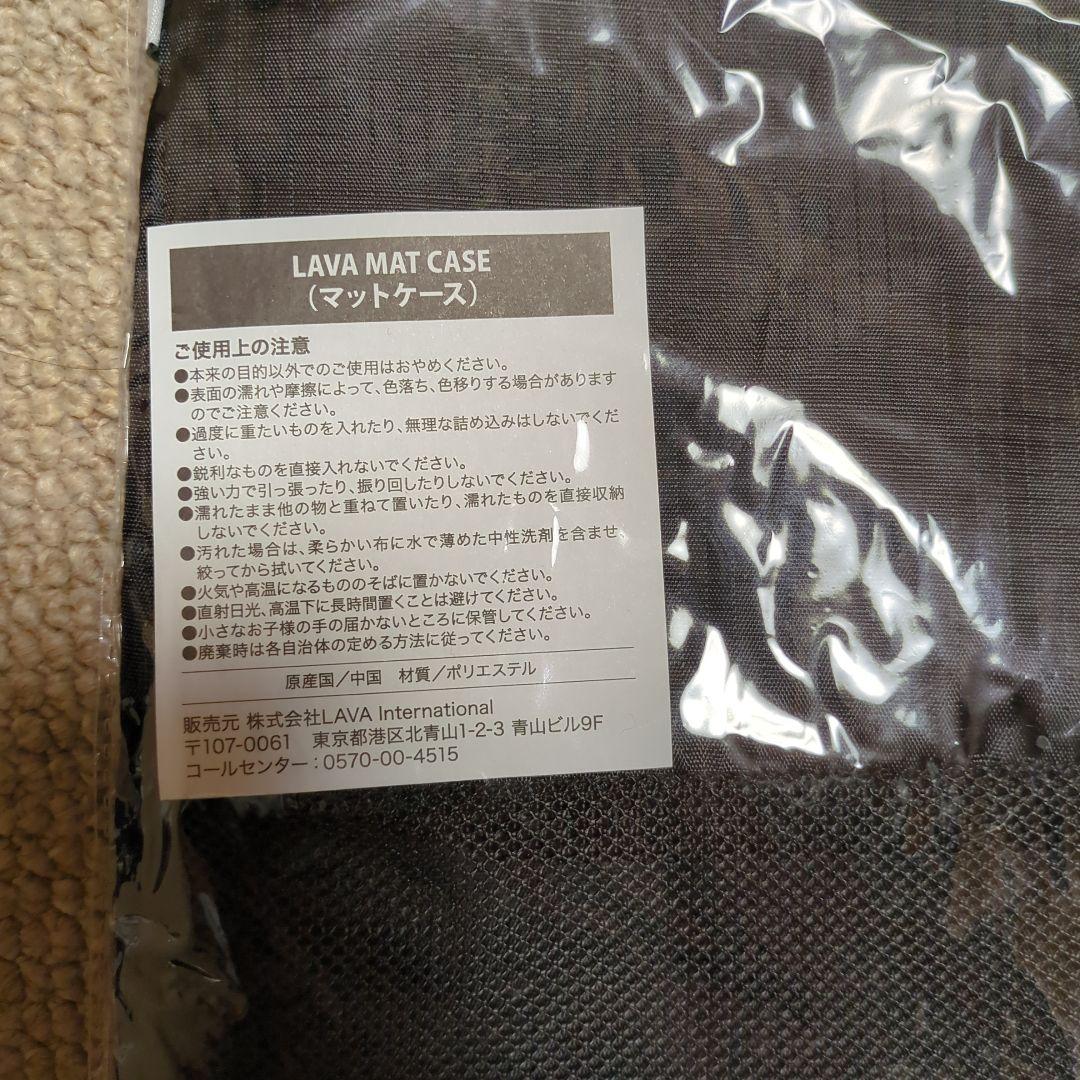 LAVA MAT CASE
(マットケース)
ご使用上の注意
●本来の目的以外でのご使用はおやめください。
●表面の濡れや摩擦によって、色落ち、色移りする場合があります
のでご注意ください。
●過度に重たいものを入れたり、無理な詰め込みはしないでくだ
さい。
●鋭利なものを直接入れないでください。
●強い力で引っ張ったり、振り回したりしないでください。
●濡れたまま他の物と重ねて置いたり、濡れたものを直接収納
しないでください。
●汚れた場合は、柔らかい布に水で薄めた中性洗剤を含ませ、
絞ってから拭いてください。
●火気や高温になるもののそばに置かないでください。
●直射日光、高温下に長時間置くことは避けてください。
●小さなお子様の手の届かないところに保管してください。
●廃棄時は各自治体の定める方法に従ってください。
原産国/中国 材質/ポリエステル
販売元 株式会社LAVA International
〒107-0061 東京都港区北青山1-2-3 青山ビル9F
コールセンター:0570-00-4515